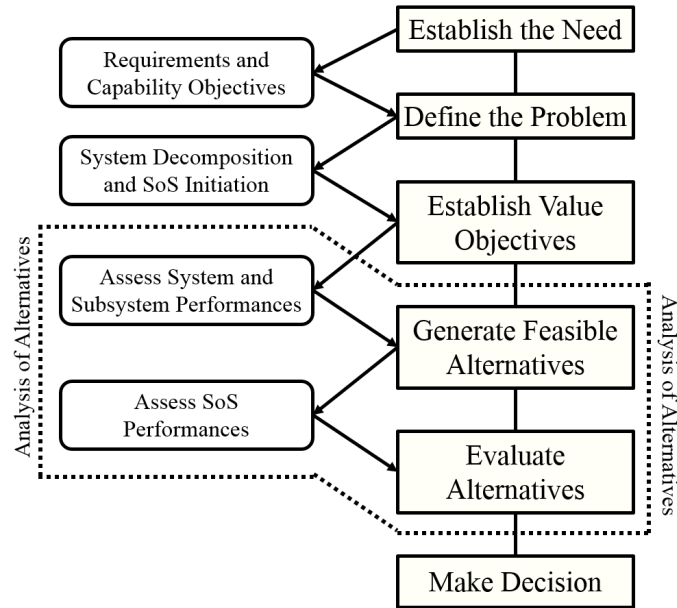 Establish the Need
Requirements and
Capability Objectives
Define the Problem
System Decomposition
and SoS Initiation
Establish Value
Objectives
Analysis of Alternatives
Assess System and
Subsystem Performances
Generate Feasible
Alternatives
Analysis of Alternatives
Assess SoS
Performances
Evaluate
Alternatives
Make Decision